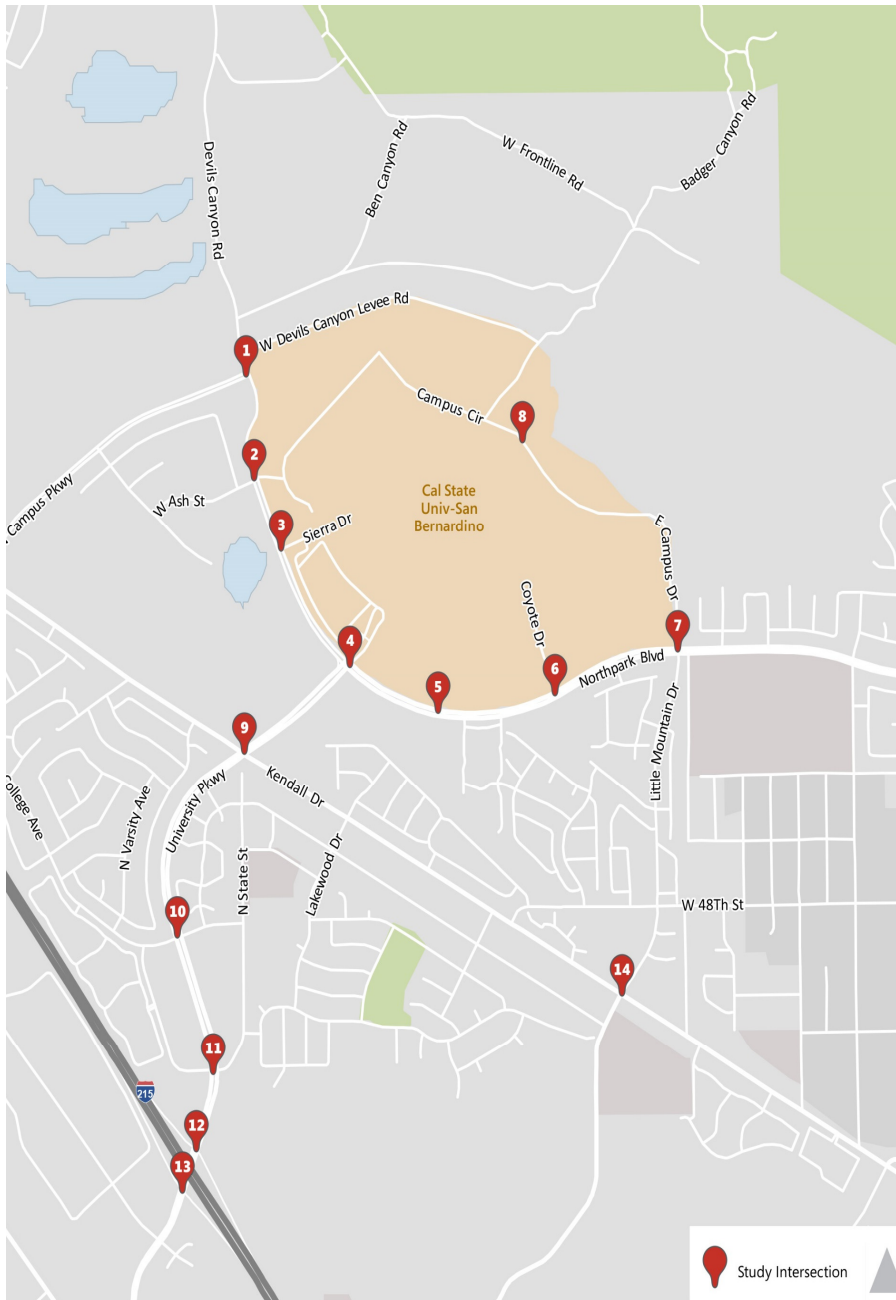 Devils Canyon Rd
Ben Canyon Rd
W Frontline Rd
Badger Canyon Rd
W Devils Canyon Levee Rd
1
Campus Cir
8
2
Campus Pkwy
W Ash St
Cal State
Univ-San
Bernardino
3
Sierra Dr
E Campus Dr
Coyote Dr
7
4
6
Northpark Blvd
5
Little Mountain Dr
9
Kendall Dr
University Pkwy
College Ave
N Varsity Ave
N State St
Lakewood Dr
10
W 48Th St
14
11
215
12
13
Study Intersection